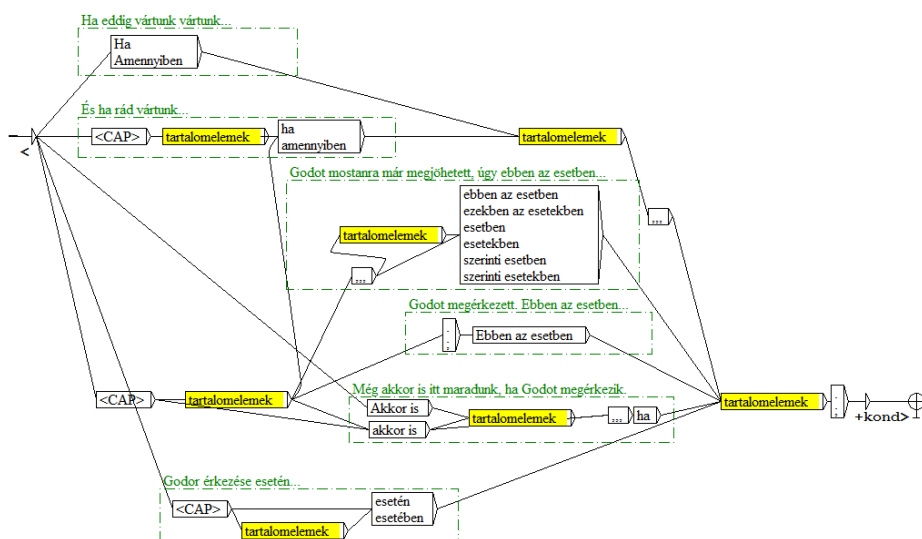 Ha eddig vártunk vártunk...
Ha
Amennyiben
És ha rád vártunk...
<
<CAP>
tartalomelemek
ha
amennyiben
tartalomelemek
Godot mostanra már megjöhetett, úgy ebben az esetben...
tartalomelemek
,,,
ebben az esetben
ezekben az esetekben
esetben
esetekben
szerinti esetben
szerinti esetekben
,,,
Godot megérkezett. Ebben az esetben...
Ebben az esetben
<CAP>
tartalomelemek
Még akkor is itt maradunk, ha Godot megérkezik.
Akkor is
akkor is
tartalomelemek
,,,
ha
tartalomelemek
+kond>
Godor érkezése esetén...
<CAP>
tartalomelemek
esetén
esetében